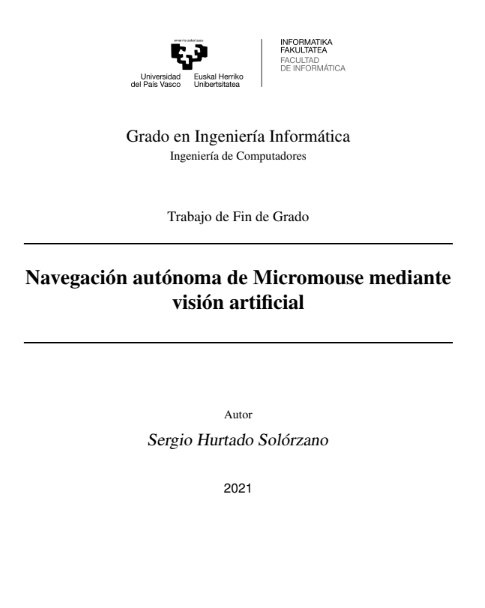 Universidad
del País Vasco
Euskal Herriko
Unibertsitatea
INFORMATIKA
FAKULTATEA
FACULTAD
DE INFORMÁTICA
Grado en Ingeniería Informática
Ingeniería de Computadores
Trabajo de Fin de Grado
Navegación autónoma de Micromouse mediante
visión artificial
Autor
Sergio Hurtado Solórzano
2021